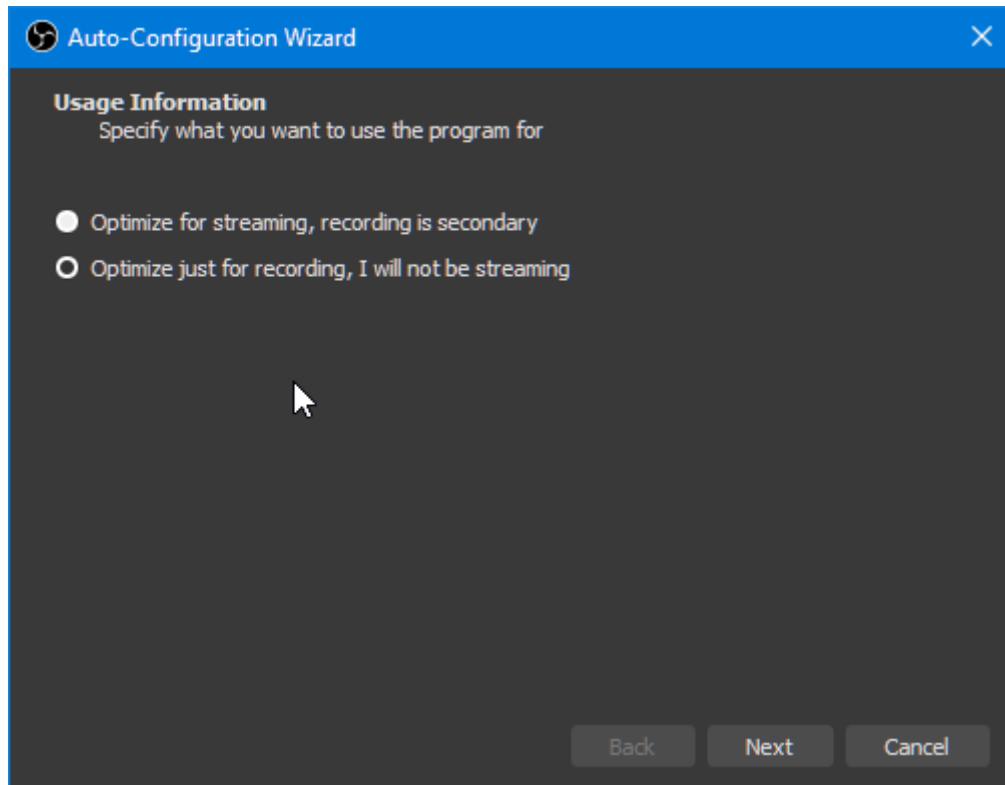 Auto-Configuration Wizard
Usage Information
Specify what you want to use the program for
Optimize for streaming, recording is secondary
Optimize just for recording, I will not be streaming
Back Next Cancel